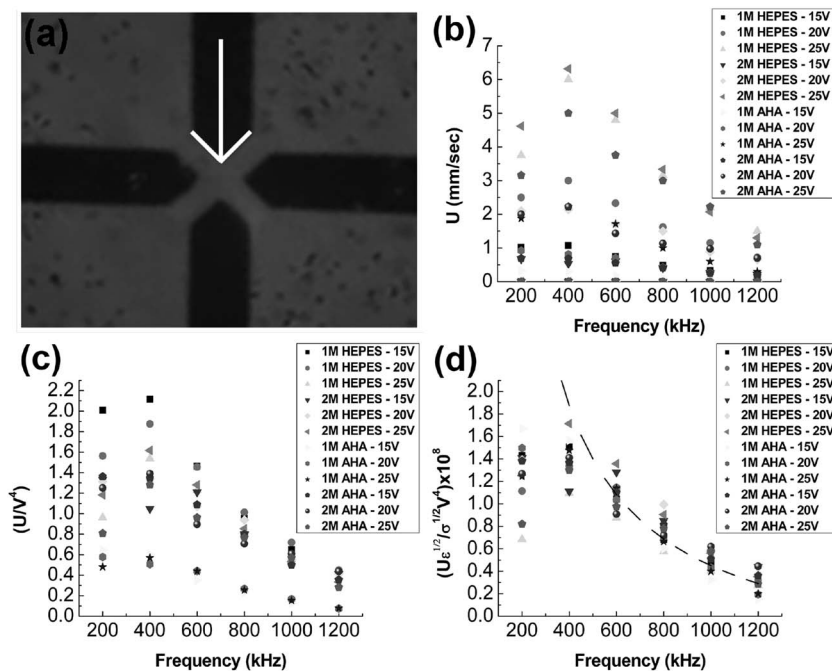 (a)
(b)
7
6
5
4
3
2
1
0
U (mm/sec)
200 400 600 800 1000 1200
Frequency (kHz)
1M HEPES - 15V
1M HEPES - 20V
1M HEPES - 25V
2M HEPES - 15V
2M HEPES - 20V
2M HEPES - 25V
1M AHA - 15V
1M AHA - 20V
1M AHA - 25V
2M AHA - 15V
2M AHA - 20V
2M AHA - 25V
(c)
2.2
2.0
1.8
1.6
1.4
1.2
1.0
0.8
0.6
0.4
0.2
0.0
(U/V⁴)
200 400 600 800 1000 1200
Frequency (kHz)
1M HEPES - 15V
1M HEPES - 20V
1M HEPES - 25V
2M HEPES - 15V
2M HEPES - 20V
2M HEPES - 25V
1M AHA - 15V
1M AHA - 20V
1M AHA - 25V
2M AHA - 15V
2M AHA - 20V
2M AHA - 25V
(d)
2.0
1.8
1.6
1.4
1.2
1.0
0.8
0.6
0.4
0.2
0.0
(Uε^1/2/σ^1/2V⁴)x10⁸
200 400 600 800 1000 1200
Frequency (kHz)
1M HEPES - 15V
1M HEPES - 20V
1M HEPES - 25V
2M HEPES - 15V
2M HEPES - 20V
2M HEPES - 25V
1M AHA - 15V
1M AHA - 20V
1M AHA - 25V
2M AHA - 15V
2M AHA - 20V
2M AHA - 25V